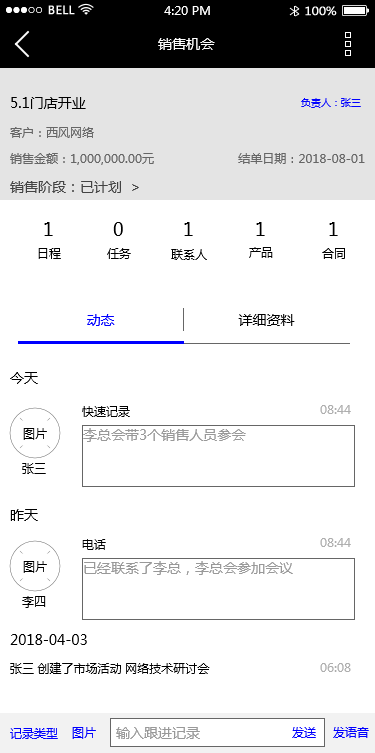 BELL 4:20 PM 100%
销售机会
5.1门店开业 负责人：张三
客户：西风网络
销售金额：1,000,000.00元 结单日期：2018-08-01
销售阶段：已计划 >
1 0 1 1 1
日程 任务 联系人 产品 合同
动态 详细资料
今天
快速记录 08:44
图片
李总会带3个销售人员参会
张三
昨天
电话 08:44
图片
已经联系了李总，李总会参加会议
李四
2018-04-03
张三 创建了市场活动 网络技术研讨会 06:08
记录类型 图片 输入跟进记录 发送 发语音